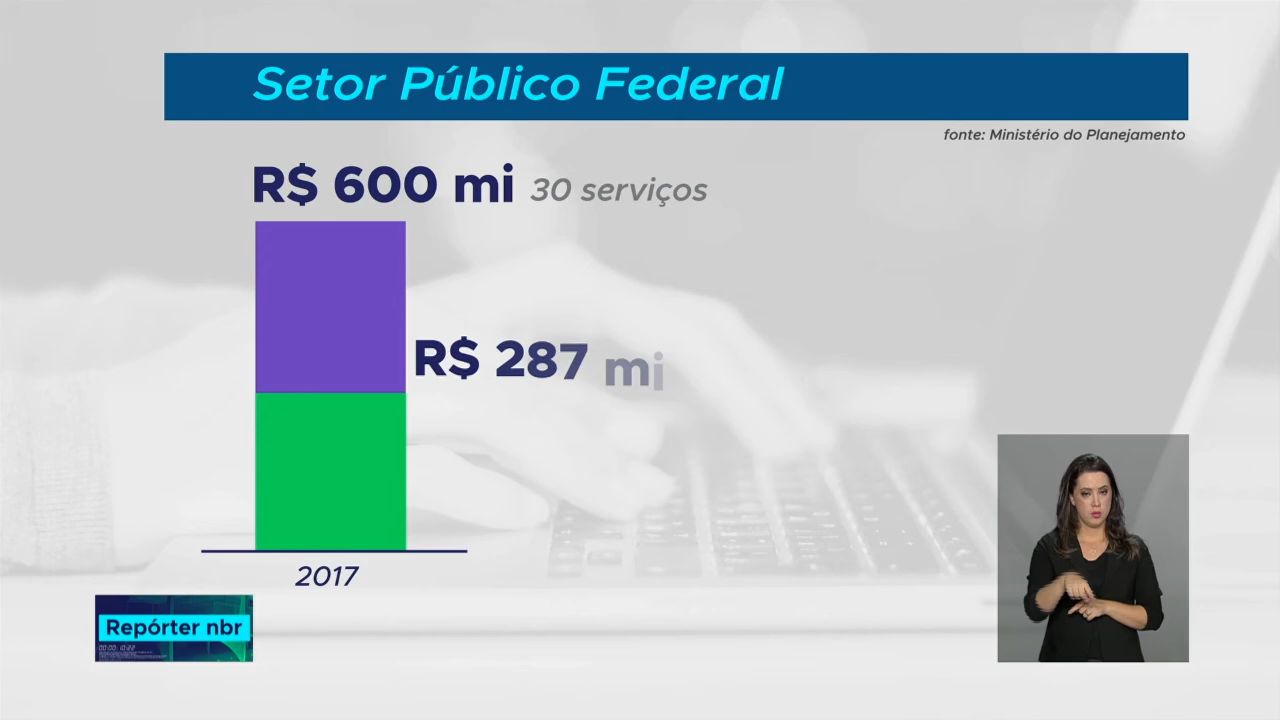 Setor Público Federal
fonte: Ministério do Planejamento
R$ 600 mi 30 serviços
R$ 287 mi
2017
Repórter nbr